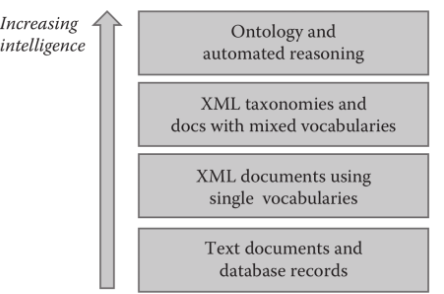 Increasing
intelligence
Ontology and
automated reasoning
XML taxonomies and
docs with mixed vocabularies
XML documents using
single vocabularies
Text documents and
database records